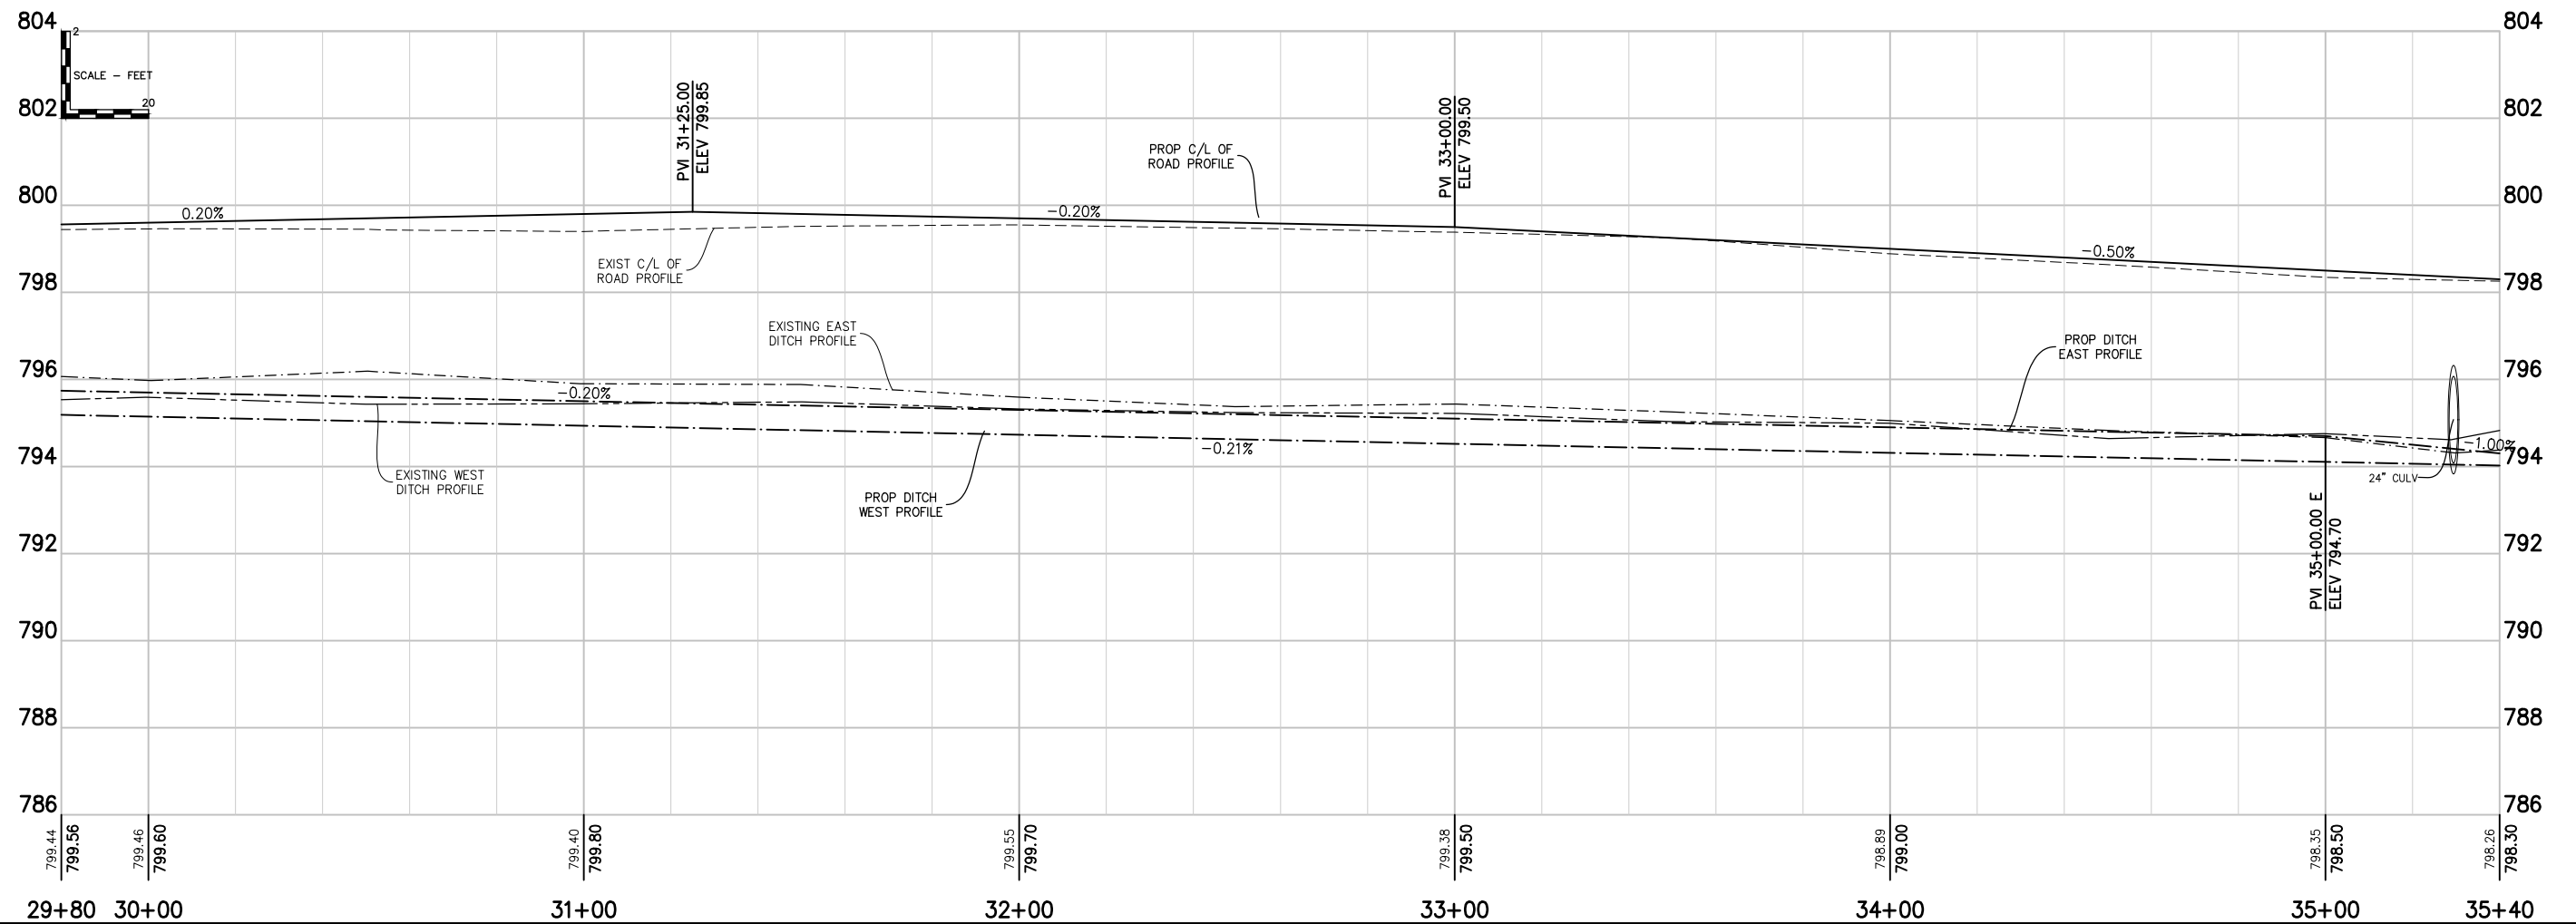 804
804
2
SCALE – FEET
20
802
802
PVI 31+25.00
ELEV 799.85
PVI 33+00.00
ELEV 799.50
PROP C/L OF
ROAD PROFILE
800
800
0.20%
-0.20%
-0.50%
EXIST C/L OF
ROAD PROFILE
798
798
EXISTING EAST
DITCH PROFILE
PROP DITCH
EAST PROFILE
796
796
-0.20%
-1.00%
794
794
-0.21%
EXISTING WEST
DITCH PROFILE
PROP DITCH
WEST PROFILE
24" CULV
PVI 35+00.00 E
ELEV 794.70
792
792
790
790
788
788
786
786
799.44
799.56
799.46
799.60
799.40
799.80
799.55
799.70
799.38
799.50
798.89
799.00
798.35
798.50
798.26
798.30
29+80 30+00 31+00 32+00 33+00 34+00 35+00 35+40